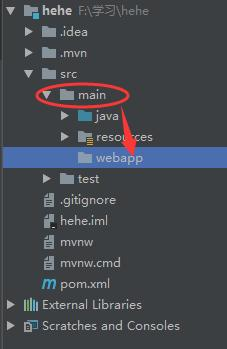 hehe F:\学习\hehe
.idea
.mvn
src
main
java
resources
webapp
test
.gitignore
hehe.iml
mvnw
mvnw.cmd
pom.xml
External Libraries
Scratches and Consoles